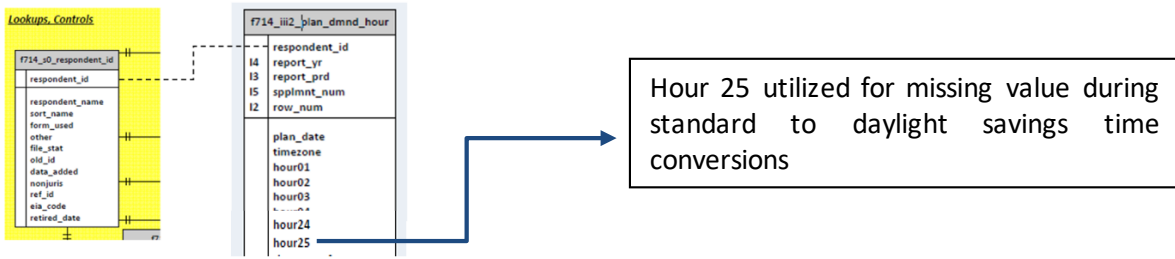 Lookups, Controls
f714_s0_respondent_id
respondent_id
respondent_name
sort_name
form_used
other
file_stat
old_id
data_added
nonjuris
ref_id
eia_code
retired_date
f714_iii2_plan_dmnd_hour
respondent_id
I4 report_yr
I3 report_prd
I5 spplmnt_num
I2 row_num
plan_date
timezone
hour01
hour02
hour03
hour24
hour25
Hour 25 utilized for missing value during
standard to daylight savings time
conversions